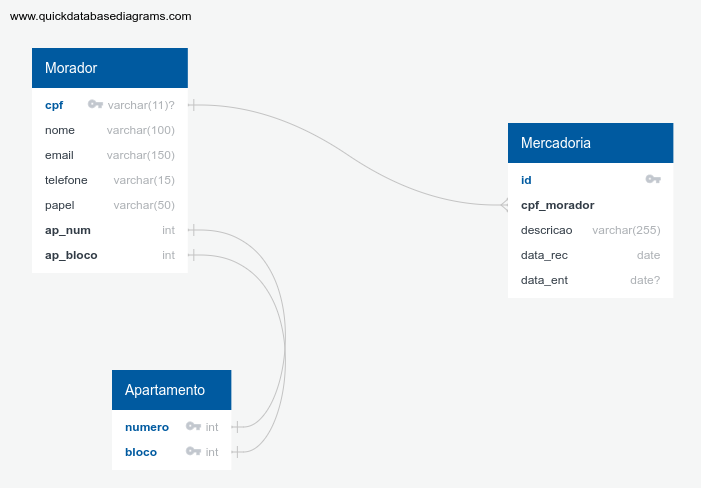 www.quickdatabasediagrams.com
Morador
cpf varchar(11)?
nome varchar(100)
email varchar(150)
telefone varchar(15)
papel varchar(50)
ap_num int
ap_bloco int
Mercadoria
id
cpf_morador
descricao varchar(255)
data_rec date
data_ent date?
Apartamento
numero int
bloco int